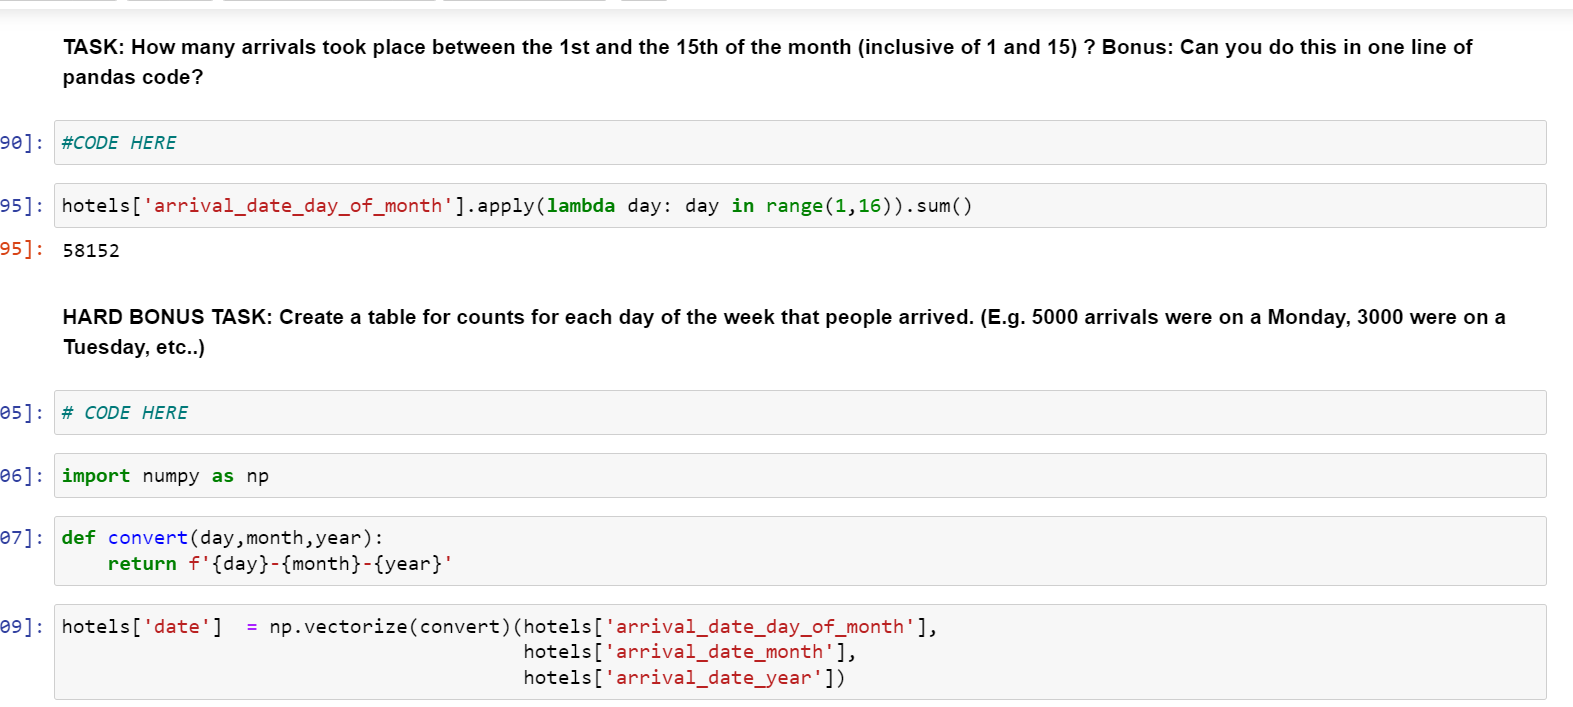 TASK: How many arrivals took place between the 1st and the 15th of the month (inclusive of 1 and 15) ? Bonus: Can you do this in one line of
pandas code?
90]: #CODE HERE
95]: hotels['arrival_date_day_of_month'].apply(lambda day: day in range(1,16)).sum()
95]: 58152
HARD BONUS TASK: Create a table for counts for each day of the week that people arrived. (E.g. 5000 arrivals were on a Monday, 3000 were on a
Tuesday, etc..)
05]: # CODE HERE
06]: import numpy as np
07]: def convert(day,month,year):
    return f'{day}-{month}-{year}'
09]: hotels['date']  = np.vectorize(convert)(hotels['arrival_date_day_of_month'],
                                        hotels['arrival_date_month'],
                                        hotels['arrival_date_year'])